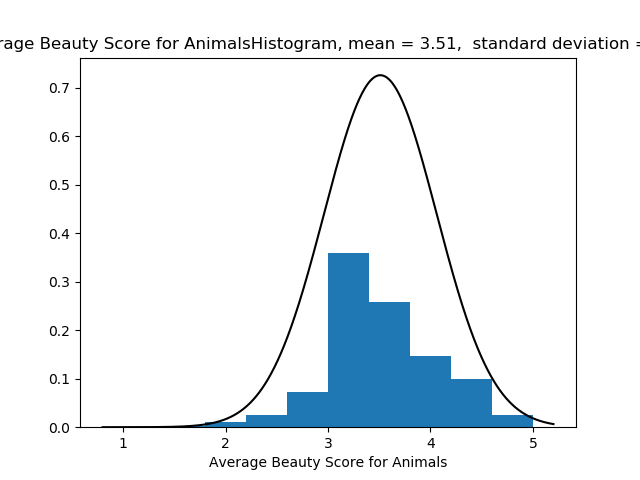 rage Beauty Score for AnimalsHistogram, mean = 3.51,  standard deviation =
0.7
0.6
0.5
0.4
0.3
0.2
0.1
0.0
1 2 3 4 5
Average Beauty Score for Animals